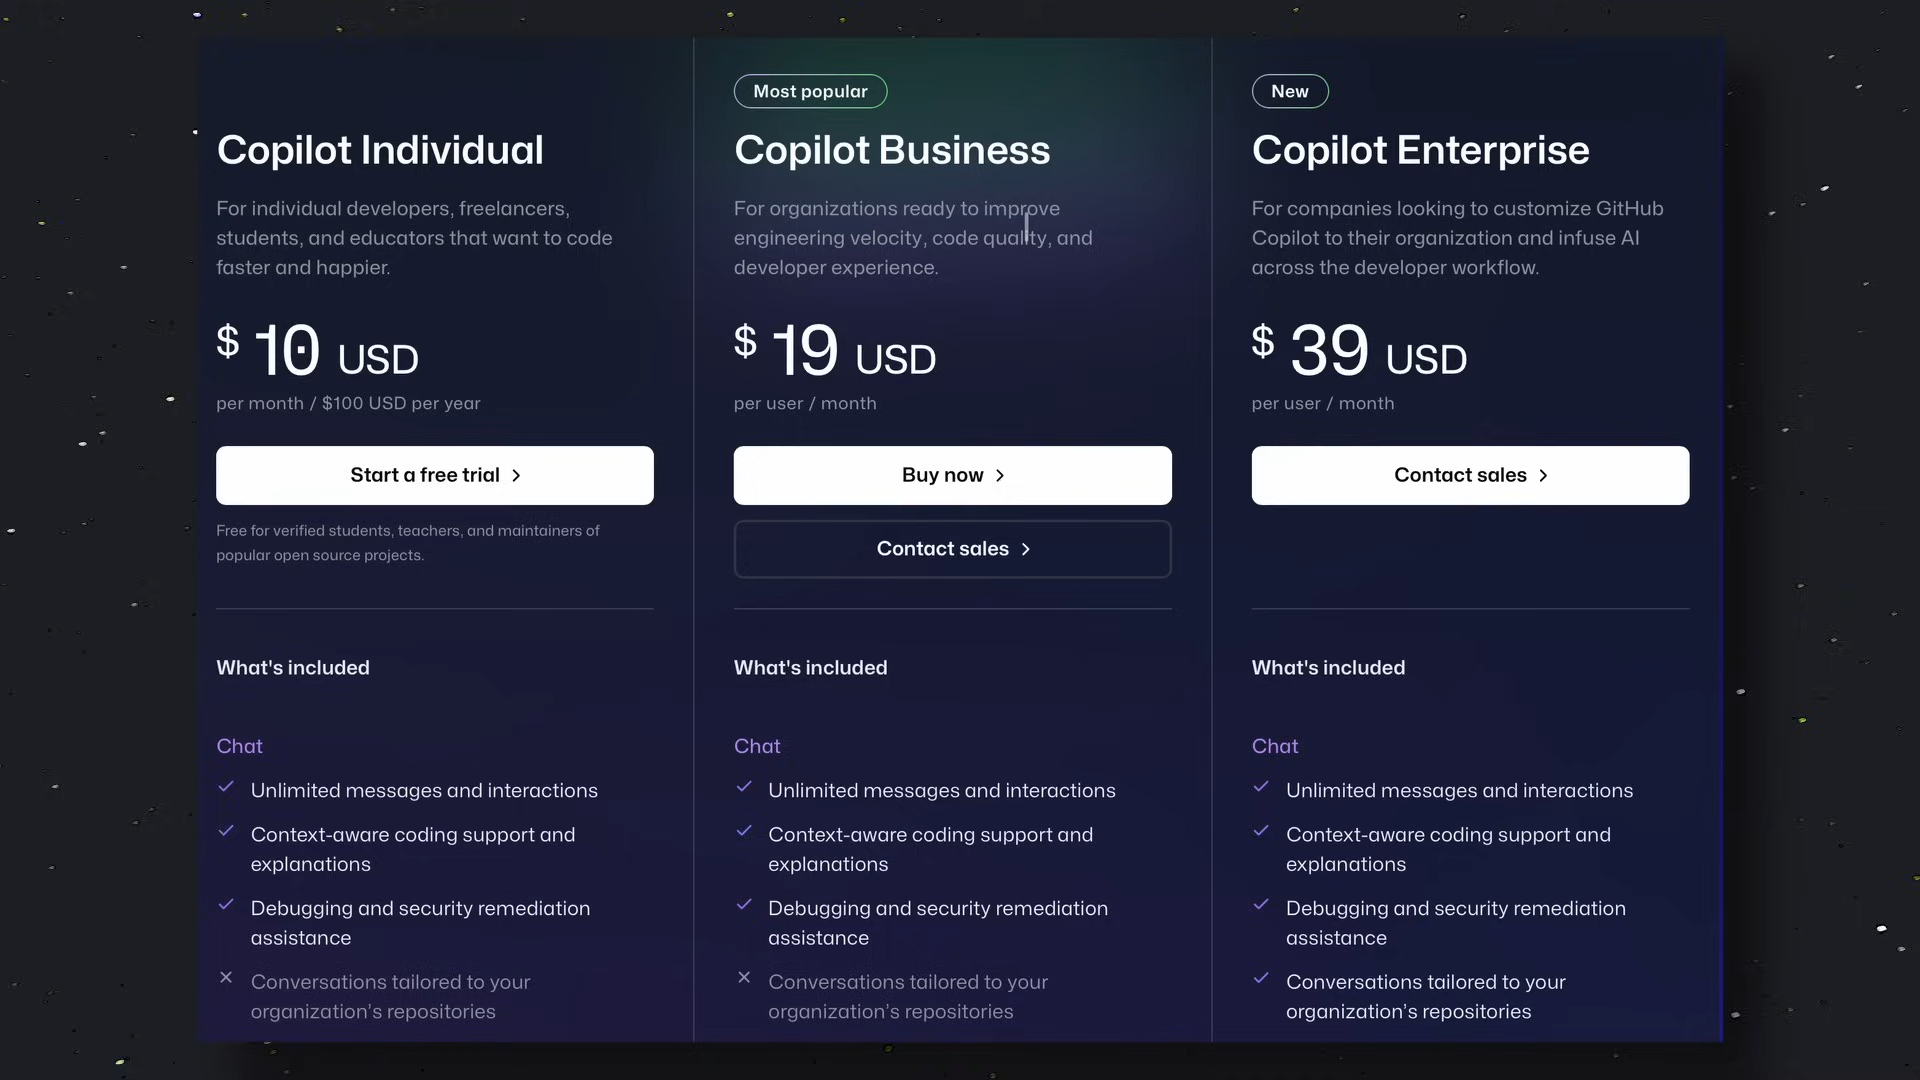 Copilot Individual
For individual developers, freelancers,
students, and educators that want to code
faster and happier.
$ 10 USD
per month / $100 USD per year
Start a free trial
Free for verified students, teachers, and maintainers of
popular open source projects.
What's included
Chat
Unlimited messages and interactions
Context-aware coding support and
explanations
Debugging and security remediation
assistance
Conversations tailored to your
organization’s repositories
Most popular
Copilot Business
For organizations ready to improve
engineering velocity, code quality, and
developer experience.
$ 19 USD
per user / month
Buy now
Contact sales
What's included
Chat
Unlimited messages and interactions
Context-aware coding support and
explanations
Debugging and security remediation
assistance
Conversations tailored to your
organization’s repositories
New
Copilot Enterprise
For companies looking to customize GitHub
Copilot to their organization and infuse AI
across the developer workflow.
$ 39 USD
per user / month
Contact sales
What's included
Chat
Unlimited messages and interactions
Context-aware coding support and
explanations
Debugging and security remediation
assistance
Conversations tailored to your
organization’s repositories